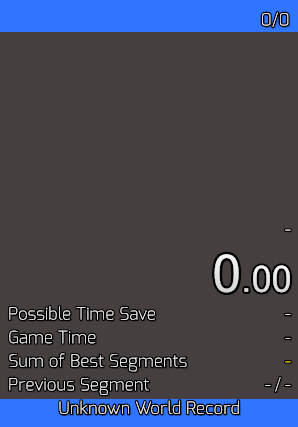 0/0
-
0.00
Possible Time Save -
Game Time -
Sum of Best Segments -
Previous Segment - / -
Unknown World Record